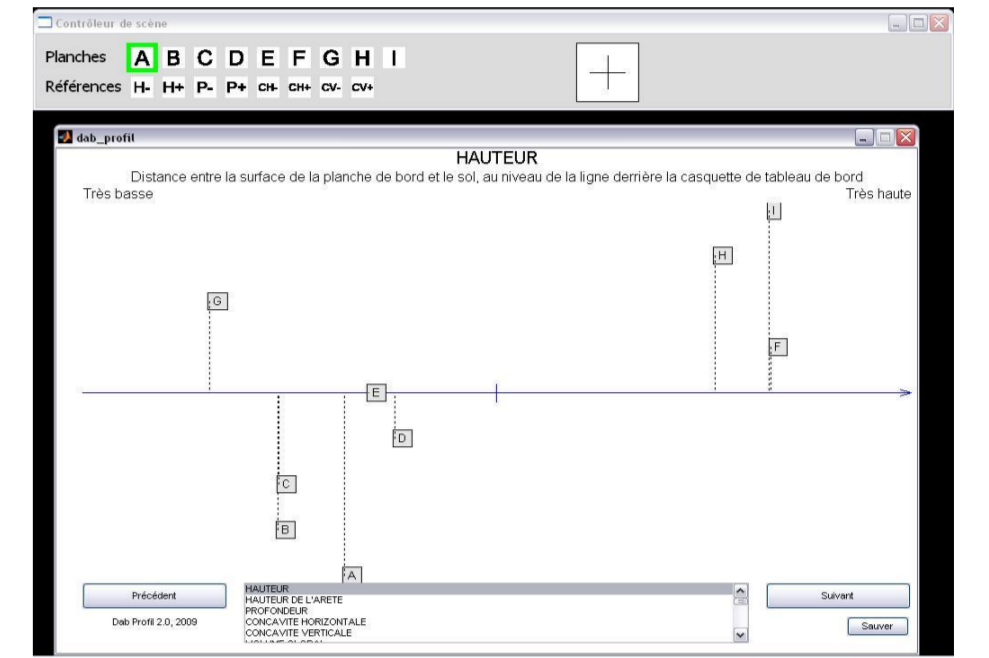 Contrôleur de scène
Planches A B C D E F G H I
Références H- H+ P- P+ CH- CH+ CV- CV+
dab_profil
HAUTEUR
Distance entre la surface de la planche de bord et le sol, au niveau de la ligne derrière la casquette de tableau de bord
Très basse Très haute
I
H
G
F
E
D
C
B
A
HAUTEUR
HAUTEUR DE L'ARETE
PROFONDEUR
CONCAVITE HORIZONTALE
CONCAVITE VERTICALE
Précédent
Suivant
Dab Profil 2.0, 2009
Sauver